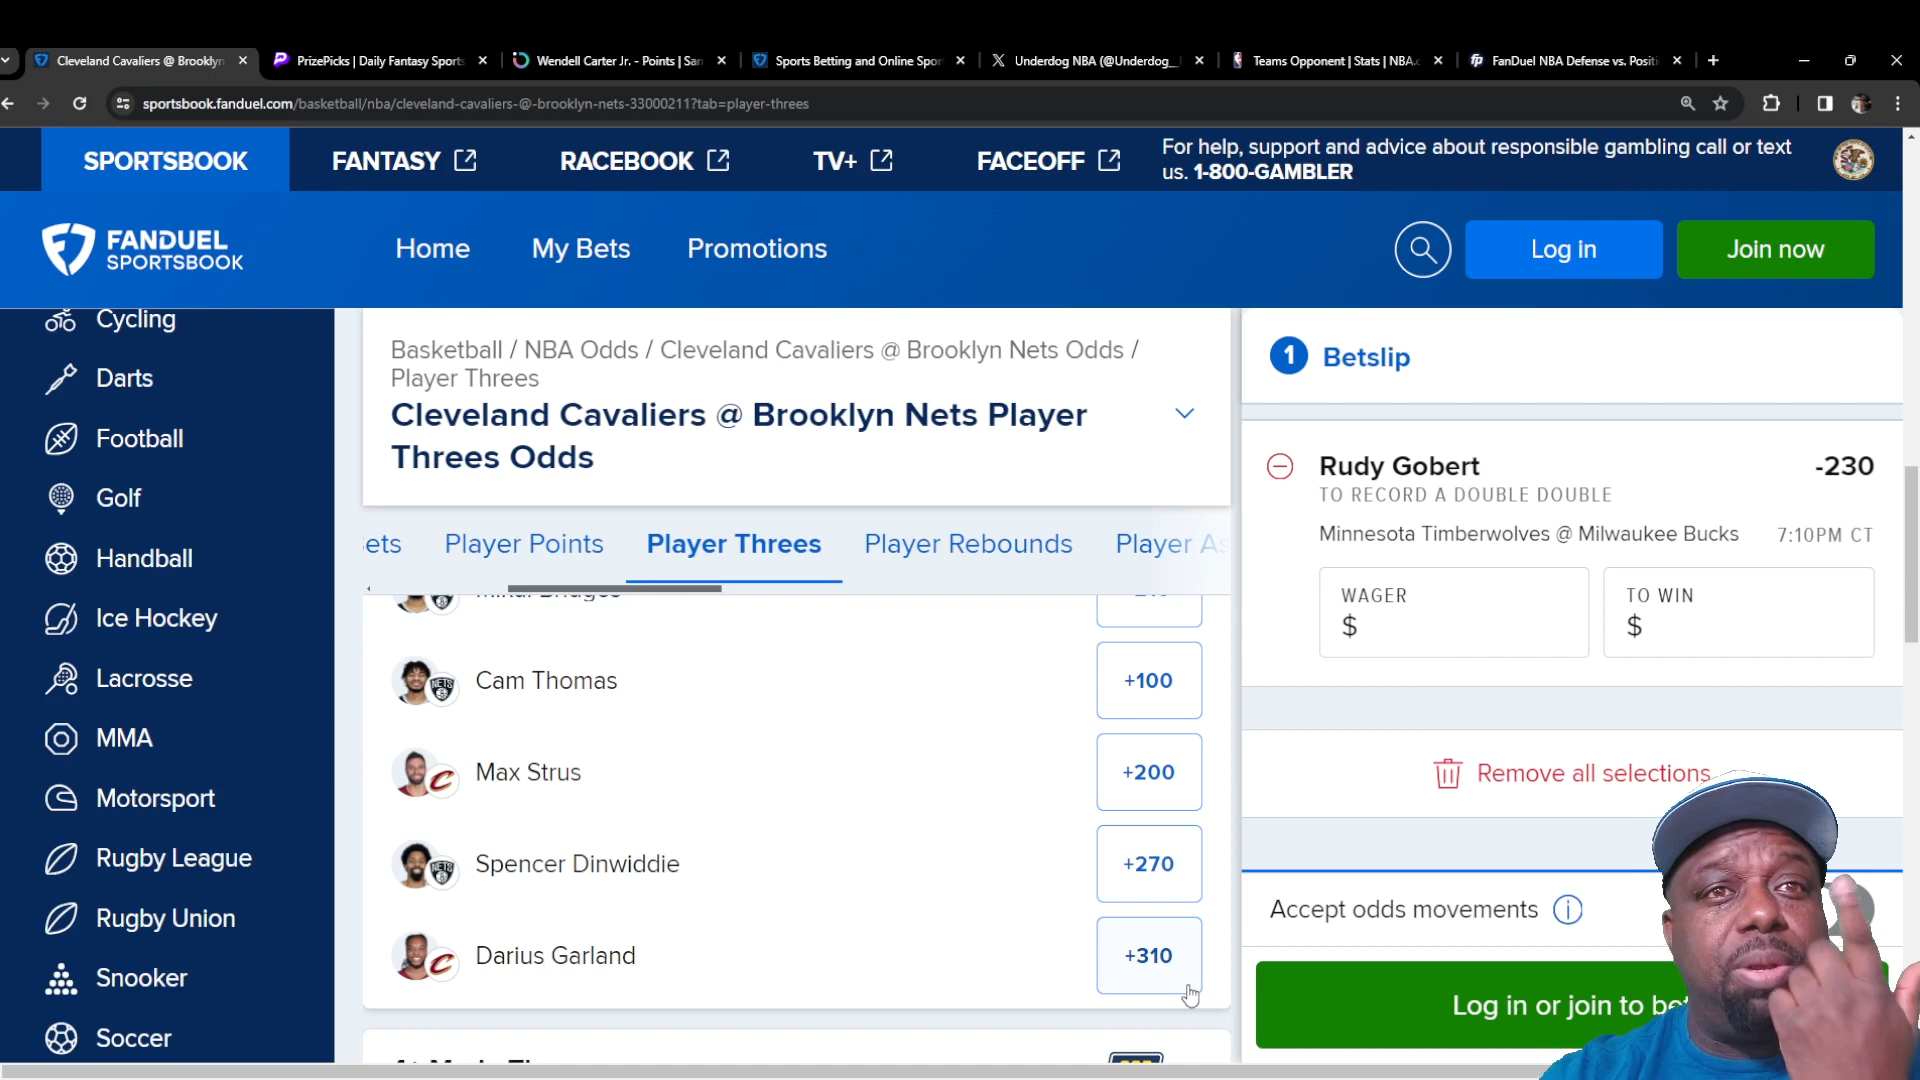 Cleveland Cavaliers @ Brooklyn
PrizePicks | Daily Fantasy Sports
Wendell Carter Jr. - Points | San
Sports Betting and Online Spor
Underdog NBA (@Underdog__
Teams Opponent | Stats | NBA.c
FanDuel NBA Defense vs. Positi
sportsbook.fanduel.com/basketball/nba/cleveland-cavaliers-@-brooklyn-nets-33000211?tab=player-threes
SPORTSBOOK
FANTASY
RACEBOOK
TV+
FACEOFF
For help, support and advice about responsible gambling call or text
us. 1-800-GAMBLER
FANDUEL
SPORTSBOOK
Home
My Bets
Promotions
Log in
Join now
Cycling
Darts
Football
Golf
Handball
Ice Hockey
Lacrosse
MMA
Motorsport
Rugby League
Rugby Union
Snooker
Soccer
Basketball / NBA Odds / Cleveland Cavaliers @ Brooklyn Nets Odds /
Player Threes
Cleveland Cavaliers @ Brooklyn Nets Player
Threes Odds
ets
Player Points
Player Threes
Player Rebounds
Player As
Mikal Bridges
Cam Thomas
+100
Max Strus
+200
Spencer Dinwiddie
+270
Darius Garland
+310
1 Betslip
Rudy Gobert
-230
TO RECORD A DOUBLE DOUBLE
Minnesota Timberwolves @ Milwaukee Bucks
7:10PM CT
WAGER
$
TO WIN
$
Remove all selections
Accept odds movements
Log in or join to bet